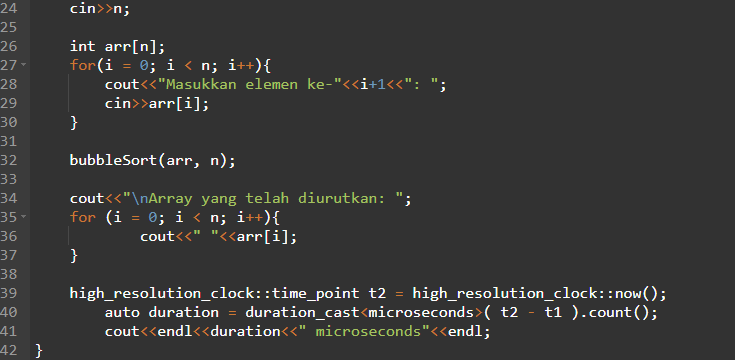 24 cin>>n;
25
26 int arr[n];
27 for(i = 0; i < n; i++){
28 cout<<"Masukkan elemen ke-"<<i+1<<": ";
29 cin>>arr[i];
30 }
31
32 bubbleSort(arr, n);
33
34 cout<<"\nArray yang telah diurutkan: ";
35 for (i = 0; i < n; i++){
36 cout<<" "<<arr[i];
37 }
38
39 high_resolution_clock::time_point t2 = high_resolution_clock::now();
40 auto duration = duration_cast<microseconds>( t2 - t1 ).count();
41 cout<<endl<<duration<<" microseconds"<<endl;
42 }